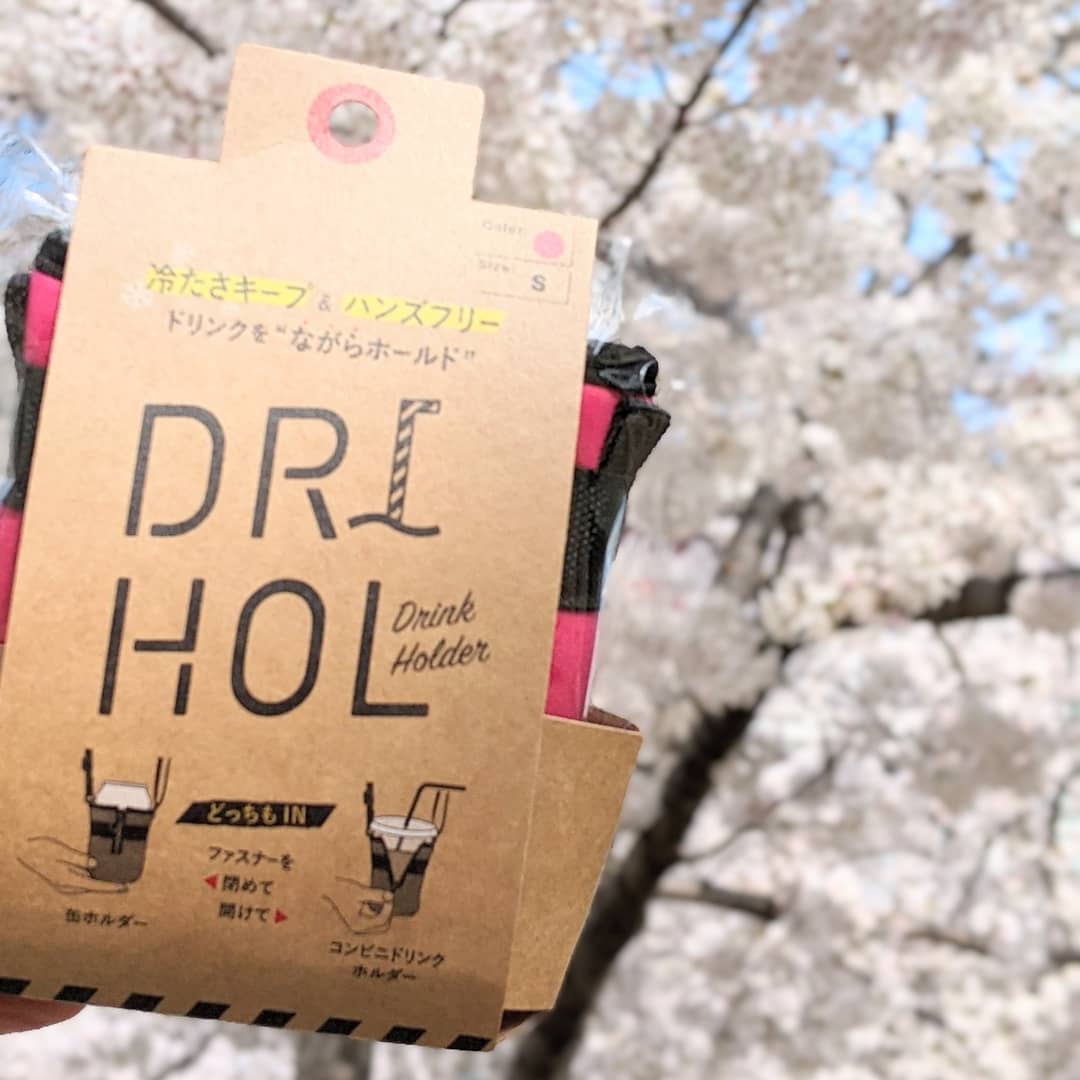 Color:
Size: S
冷たさキープ & ハンズフリー
ドリンクを“ながらホールド”
DRI
HOL
Drink
Holder
どっちもIN
ファスナーを
閉めて
開けて
缶ホルダー
コンビニドリンク
ホルダー